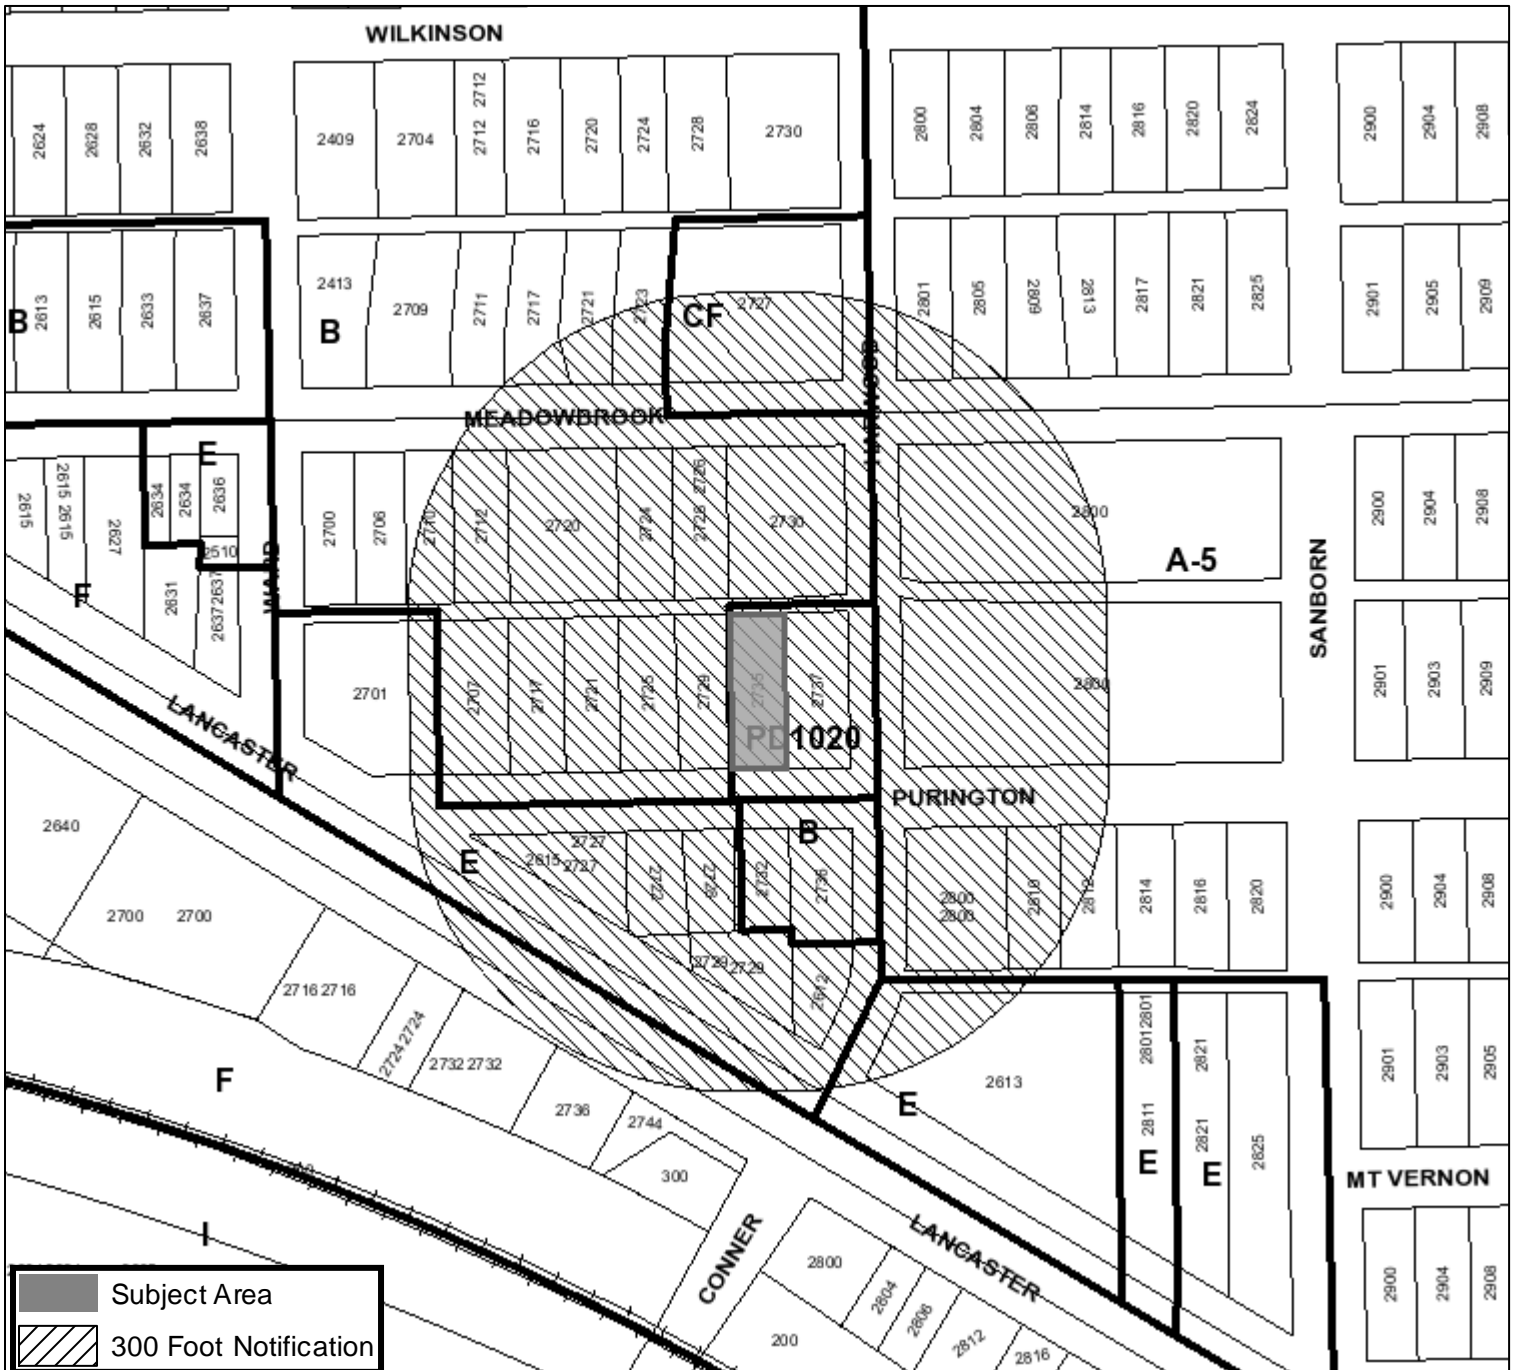 WILKINSON
2624 2628 2632 2638
2409 2704 2712 2712 2716 2720 2724 2728 2730
2800 2804 2806 2814 2816 2820 2824
2900 2904 2908
B 2613 2615 2633 2637
2413 B 2709 2711 2717 2721 2723 CF 2727
2801 2805 2809 2813 2817 2821 2825
2901 2905 2909
MEADOWBROOK
E
2615 2615 2615 2627 2634 2634 2636
2510
F 2631 2637 2637
WARD
2700 2706 2710 2712 2720 2724 2726 2728 2730
2800
A-5
SANBORN
2900 2904 2908
2701 2707 2717 2721 2725 2729 2735 2737
2800
2901 2903 2909
PD1020
LANCASTER
PURINGTON
2640
E 2615 2727 2727 2722 2728 2732 B 2736
2800 2800 2810 2812 2814 2816 2820
2900 2904 2908
2700 2700
2729 2729 2612
2716 2716
2724 2724
2732 2732
2736
2744
300
F
2613
E
2801 2801
2811
E
2821
2821
E
2825
2901 2903 2905
MT VERNON
I
CONNER
LANCASTER
2800 2804 2806 2812 2816
200
2900 2904 2908
Subject Area
300 Foot Notification